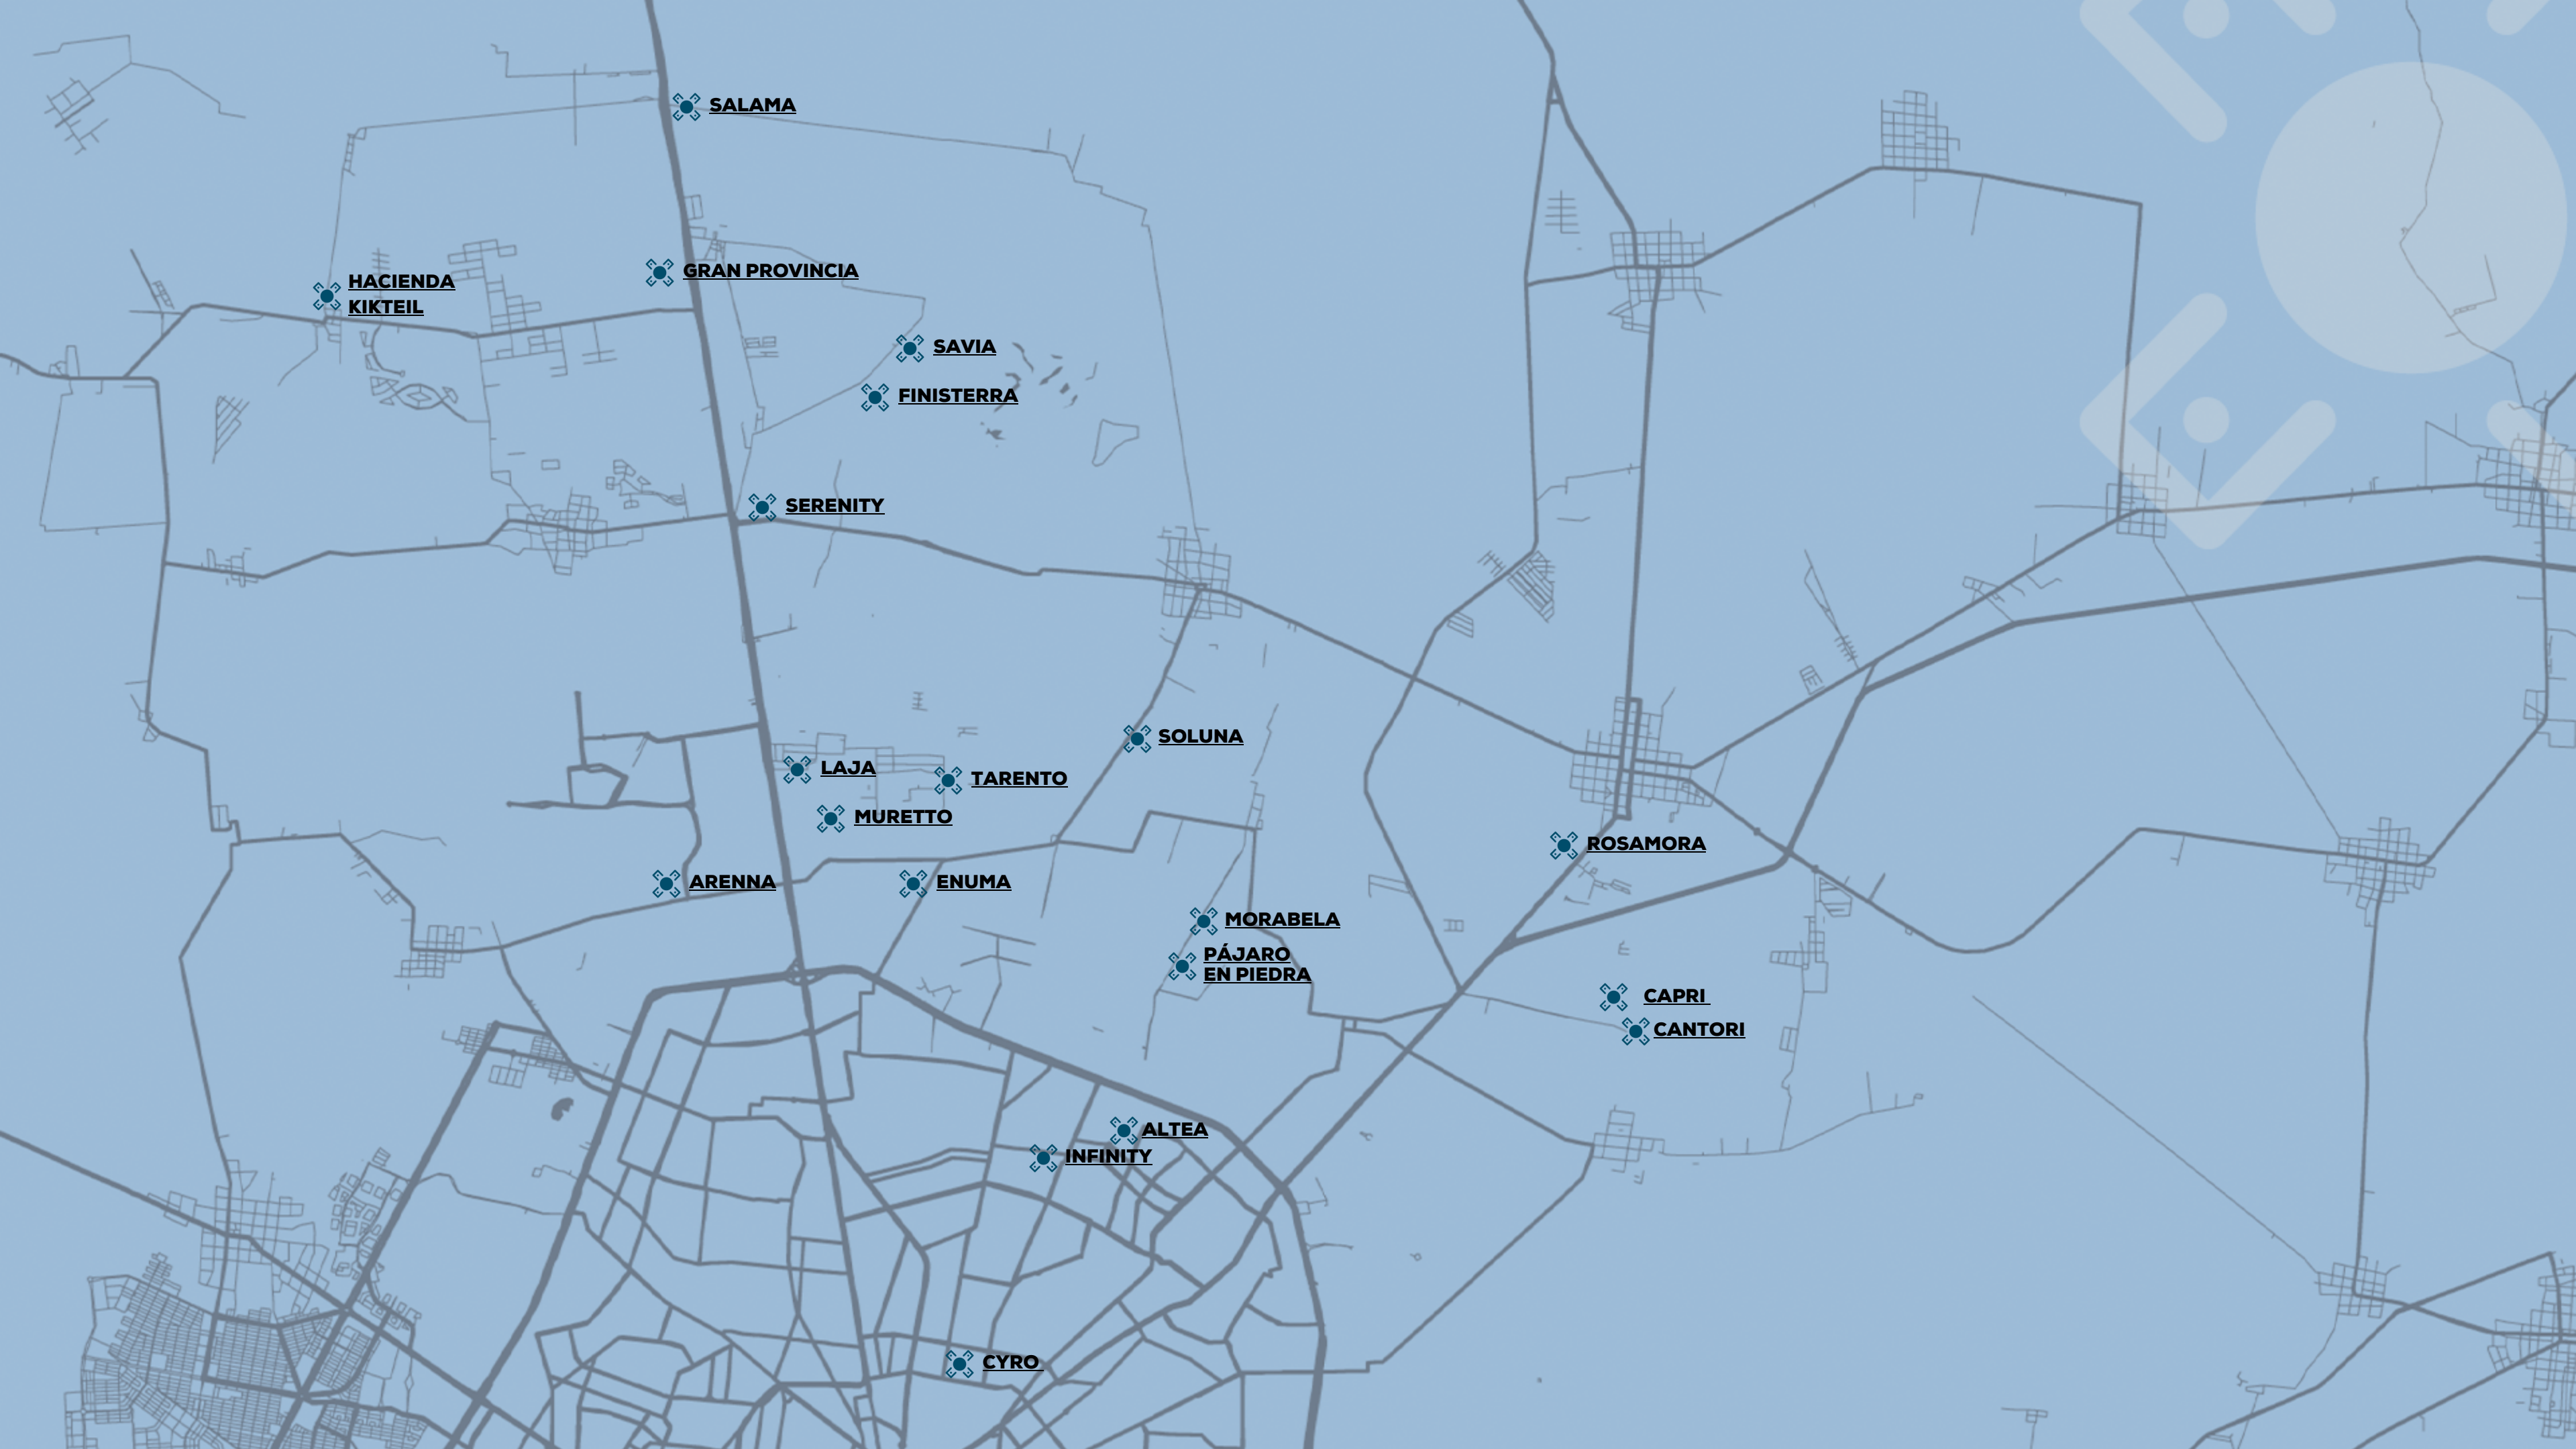 SALAMA
GRAN PROVINCIA
HACIENDA
KIKTEIL
SAVIA
FINISTERRA
SERENITY
SOLUNA
LAJA
TARENTO
MURETTO
ROSAMORA
ARENNA
ENUMA
MORABELA
PÁJARO
EN PIEDRA
CAPRI
CANTORI
ALTEA
INFINITY
CYRO